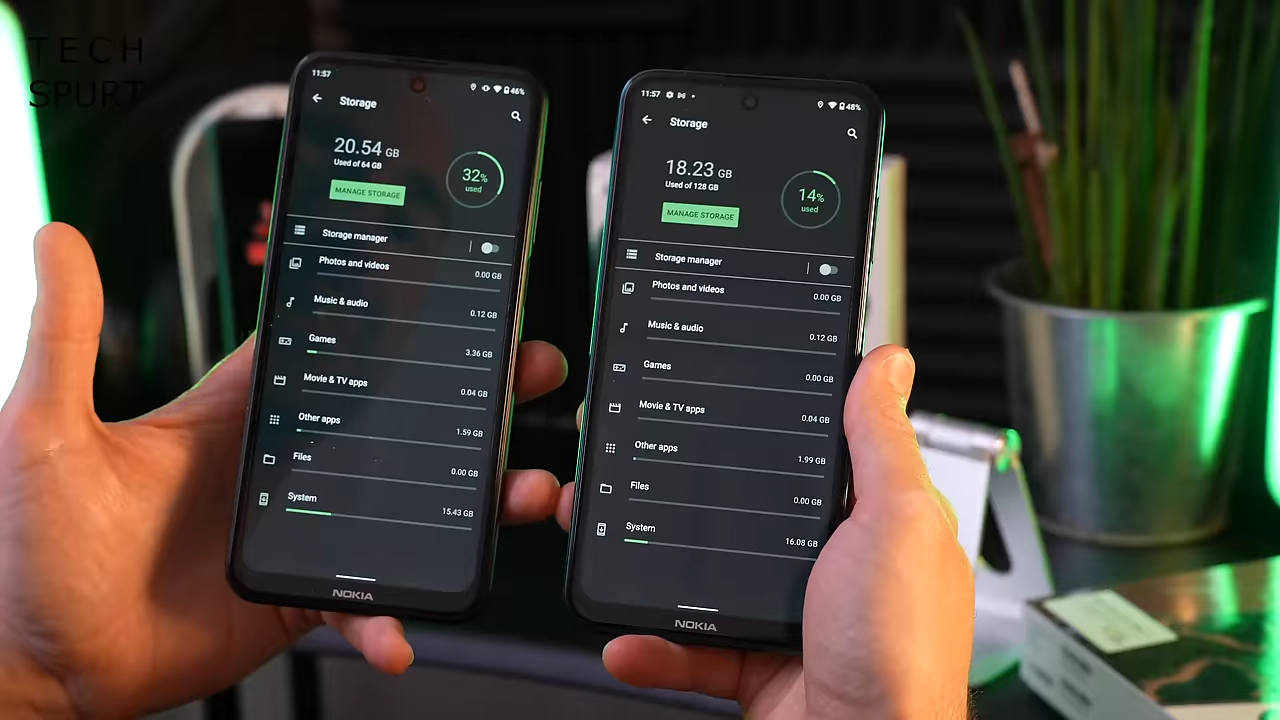 TECH
SPURT
11:57
46%
Storage
20.54 GB
Used of 64 GB
32%
used
MANAGE STORAGE
Storage manager
Photos and videos
0.00 GB
Music & audio
0.12 GB
Games
3.36 GB
Movie & TV apps
0.04 GB
Other apps
1.59 GB
Files
0.00 GB
System
15.43 GB
NOKIA
11:57
48%
Storage
18.23 GB
Used of 128 GB
14%
used
MANAGE STORAGE
Storage manager
Photos and videos
0.00 GB
Music & audio
0.12 GB
Games
0.00 GB
Movie & TV apps
0.04 GB
Other apps
1.99 GB
Files
0.00 GB
System
16.08 GB
NOKIA